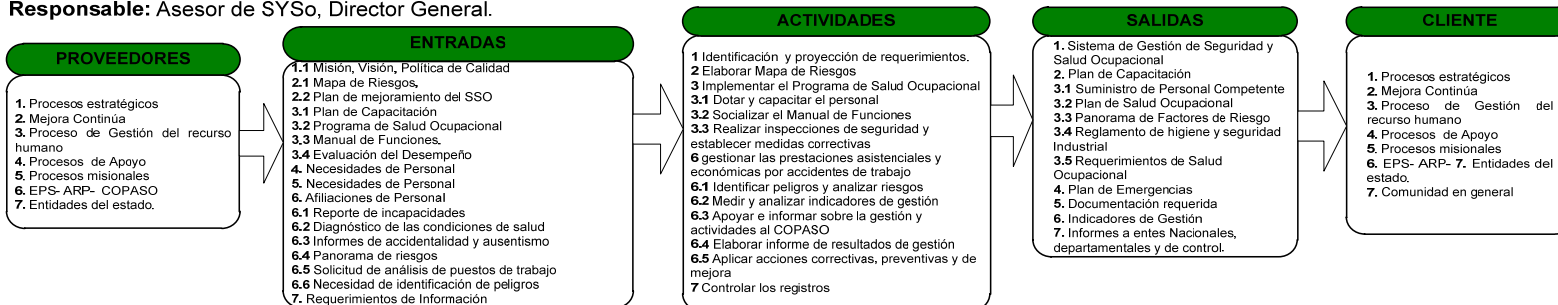 Responsable: Asesor de SYSo, Director General.
PROVEEDORES
1. Procesos estratégicos
2. Mejora Continúa
3. Proceso de Gestión del recurso
humano
4. Procesos de Apoyo
5. Procesos misionales
6. EPS- ARP- COPASO
7. Entidades del estado.
ENTRADAS
1.1 Misión, Visión, Política de Calidad
2.1 Mapa de Riesgos,
2.2 Plan de mejoramiento del SSO
3.1 Plan de Capacitación
3.2 Programa de Salud Ocupacional
3.3 Manual de Funciones.
3.4 Evaluación del Desempeño
4. Necesidades de Personal
5. Necesidades de Personal
6. Afiliaciones de Personal
6.1 Reporte de incapacidades
6.2 Diagnóstico de las condiciones de salud
6.3 Informes de accidentalidad y ausentismo
6.4 Panorama de riesgos
6.5 Solicitud de análisis de puestos de trabajo
6.6 Necesidad de identificación de peligros
7. Requerimientos de Información
ACTIVIDADES
1 Identificación y proyección de requerimientos.
2 Elaborar Mapa de Riesgos
3 Implementar el Programa de Salud Ocupacional
3.1 Dotar y capacitar el personal
3.2 Socializar el Manual de Funciones
3.3 Realizar inspecciones de seguridad y
establecer medidas correctivas
6 gestionar las prestaciones asistenciales y
económicas por accidentes de trabajo
6.1 Identificar peligros y analizar riesgos
6.2 Medir y analizar indicadores de gestión
6.3 Apoyar e informar sobre la gestión y
actividades al COPASO
6.4 Elaborar informe de resultados de gestión
6.5 Aplicar acciones correctivas, preventivas y de
mejora
7 Controlar los registros
SALIDAS
1. Sistema de Gestión de Seguridad y
Salud Ocupacional
2. Plan de Capacitación
3.1 Suministro de Personal Competente
3.2 Plan de Salud Ocupacional
3.3 Panorama de Factores de Riesgo
3.4 Reglamento de higiene y seguridad
Industrial
3.5 Requerimientos de Salud
Ocupacional
4. Plan de Emergencias
5. Documentación requerida
6. Indicadores de Gestión
7. Informes a entes Nacionales,
departamentales y de control.
CLIENTE
1. Procesos estratégicos
2. Mejora Continúa
3. Proceso de Gestión del
recurso humano
4. Procesos de Apoyo
5. Procesos misionales
6. EPS- ARP- 7. Entidades del
estado.
7. Comunidad en general